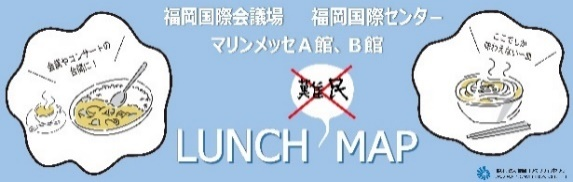 福岡国際会議場　福岡国際センター
マリンメッセA館、B館
会議やコンサートの
合間に！
ここでしか
味わえない一食
難民
LUNCH MAP